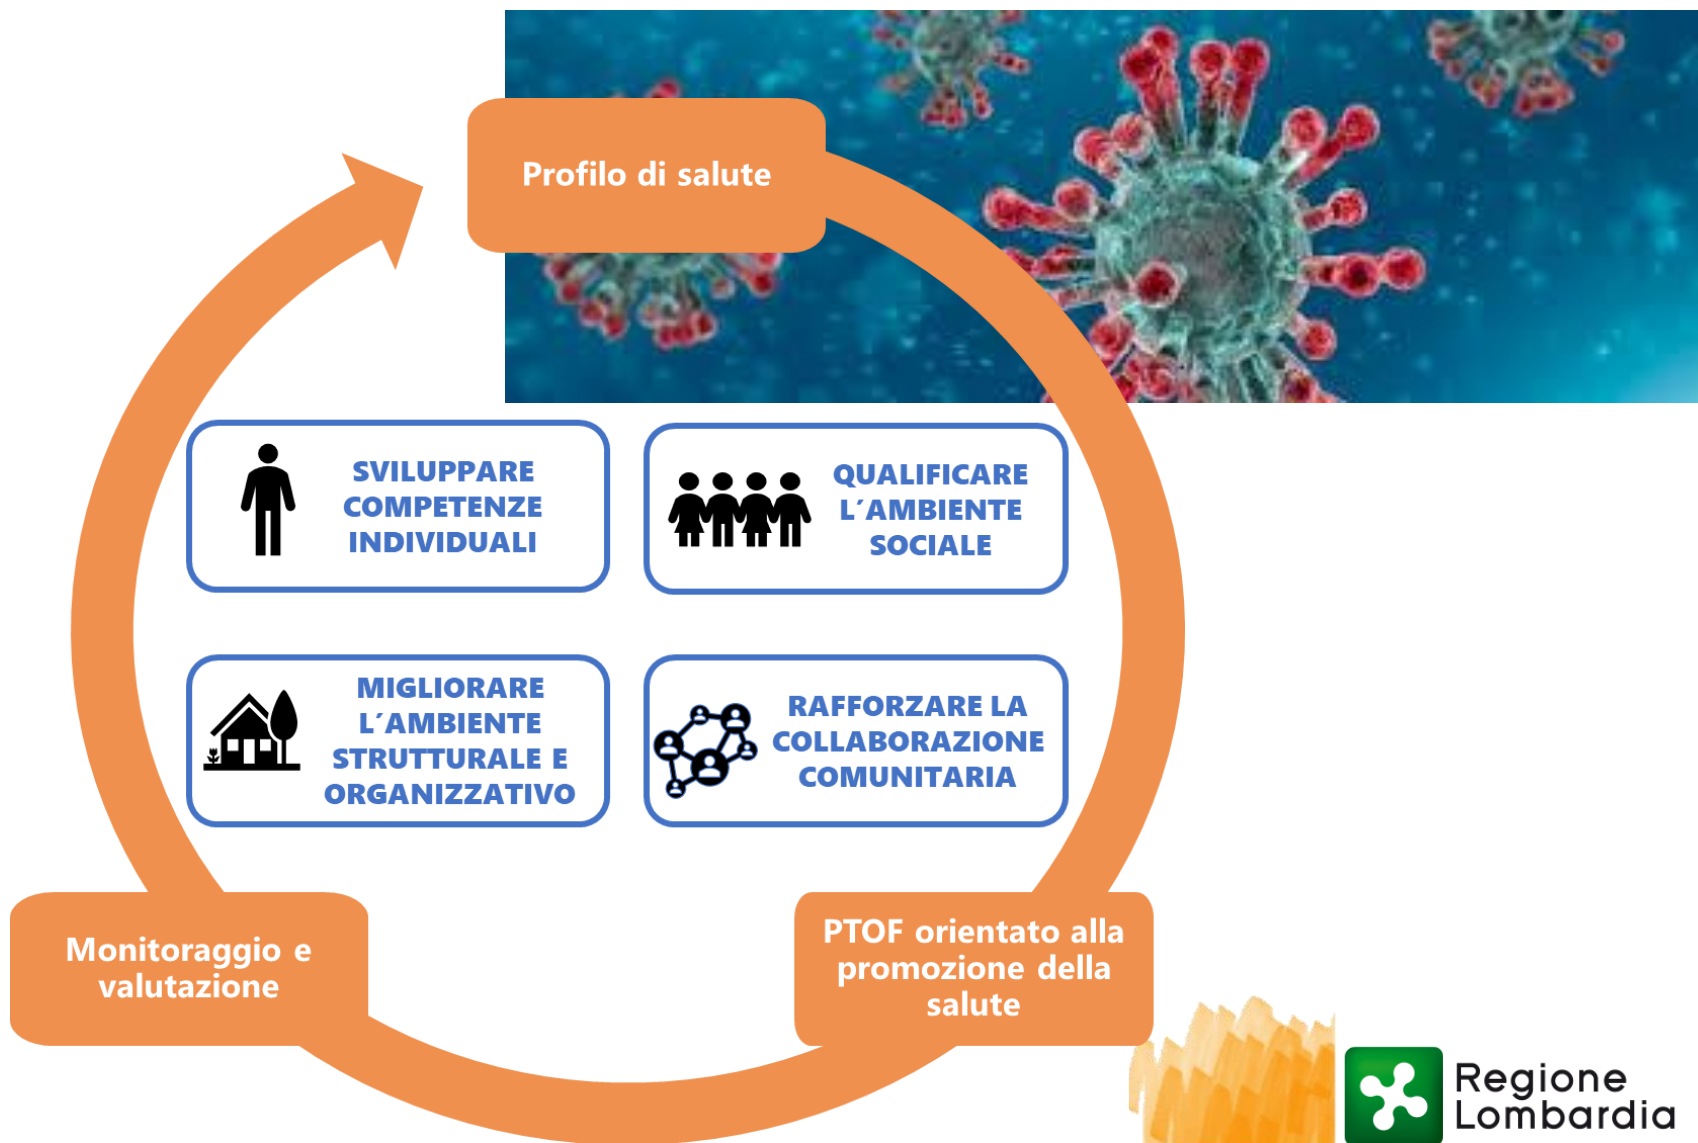 Profilo di salute
SVILUPPARE
COMPETENZE
INDIVIDUALI
QUALIFICARE
L´AMBIENTE
SOCIALE
MIGLIORARE
L´AMBIENTE
STRUTTURALE E
ORGANIZZATIVO
RAFFORZARE LA
COLLABORAZIONE
COMUNITARIA
Monitoraggio e
valutazione
PTOF orientato alla
promozione della
salute
Regione
Lombardia